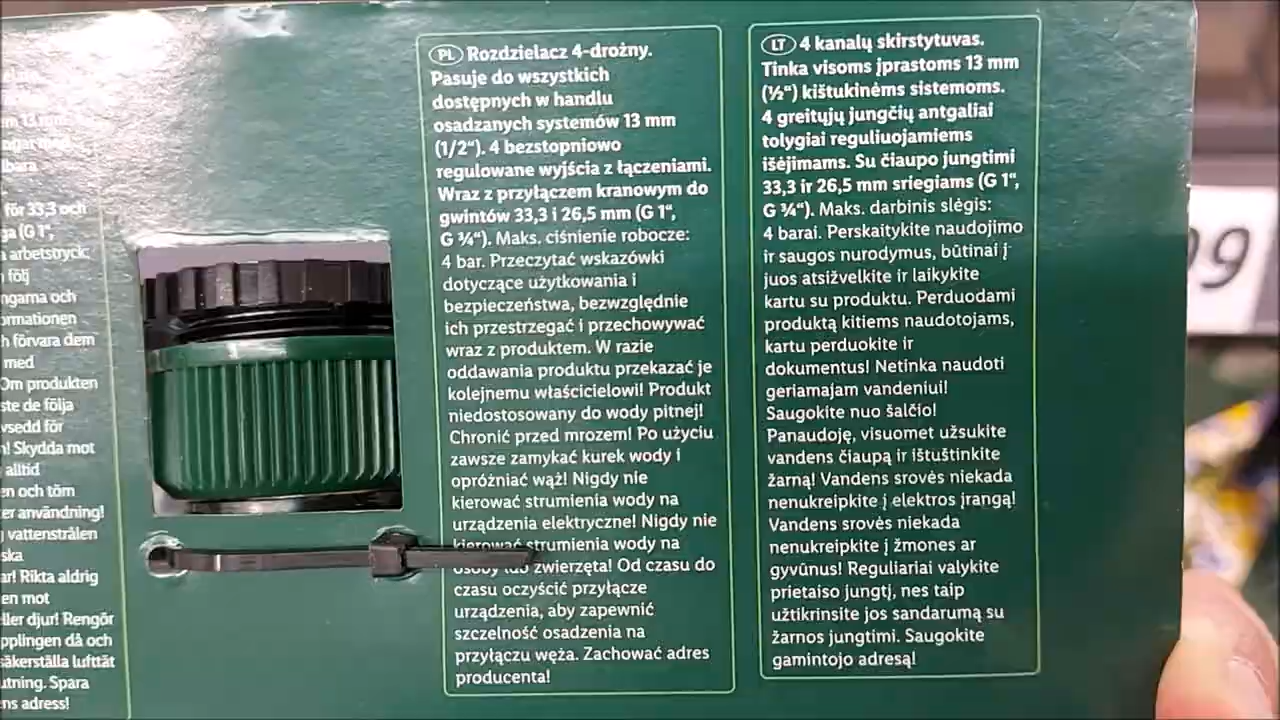 för 33,3 och
ga (G 1",
arbetstryck:
följ
ngarna och
ormationen
h förvara dem
med
Om produkten
ste de följa
vsedd för
n! Skydda mot
alltid
en och töm
er användning!
vattenstrålen
ska
ar! Rikta aldrig
en mot
eller djur! Rengör
pplingen då och
säkerställa lufttät
utning. Spara
ns adress!
PL Rozdzielacz 4-drożny.
Pasuje do wszystkich
dostępnych w handlu
osadzanych systemów 13 mm
(1/2"). 4 bezstopniowo
regulowane wyjścia z łączeniami.
Wraz z przyłączem kranowym do
gwintów 33,3 i 26,5 mm (G 1",
G ¾"). Maks. ciśnienie robocze:
4 bar. Przeczytać wskazówki
dotyczące użytkowania i
bezpieczeństwa, bezwzględnie
ich przestrzegać i przechowywać
wraz z produktem. W razie
oddawania produktu przekazać je
kolejnemu właścicielowi! Produkt
niedostosowany do wody pitnej!
Chronić przed mrozem! Po użyciu
zawsze zamykać kurek wody i
opróżniać wąż! Nigdy nie
kierować strumienia wody na
urządzenia elektryczne! Nigdy nie
kierować strumienia wody na
osoby lub zwierzęta! Od czasu do
czasu oczyścić przyłącze
urządzenia, aby zapewnić
szczelność osadzenia na
przyłączu węża. Zachować adres
producenta!
LT 4 kanalų skirstytuvas.
Tinka visoms įprastoms 13 mm
(½") kištukinėms sistemoms.
4 greitųjų jungčių antgaliai
tolygiai reguliuojamiems
išėjimams. Su čiaupo jungtimi
33,3 ir 26,5 mm sriegiams (G 1",
G ¾"). Maks. darbinis slėgis:
4 barai. Perskaitykite naudojimo
ir saugos nurodymus, būtinai į
juos atsižvelkite ir laikykite
kartu su produktu. Perduodami
produktą kitiems naudotojams,
kartu perduokite ir
dokumentus! Netinka naudoti
geriamajam vandeniui!
Saugokite nuo šalčio!
Panaudoję, visuomet užsukite
vandens čiaupą ir ištuštinkite
žarną! Vandens srovės niekada
nenukreipkite į elektros įrangą!
Vandens srovės niekada
nenukreipkite į žmones ar
gyvūnus! Reguliariai valykite
prietaiso jungtį, nes taip
užtikrinsite jos sandarumą su
žarnos jungtimi. Saugokite
gamintojo adresą!
09